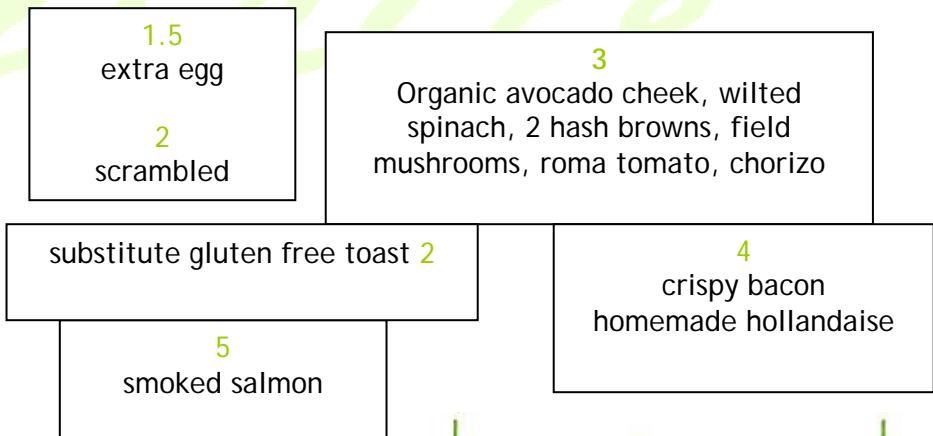 1.5
extra egg
2
scrambled
3
Organic avocado cheek, wilted
spinach, 2 hash browns, field
mushrooms, roma tomato, chorizo
substitute gluten free toast 2
4
crispy bacon
homemade hollandaise
5
smoked salmon